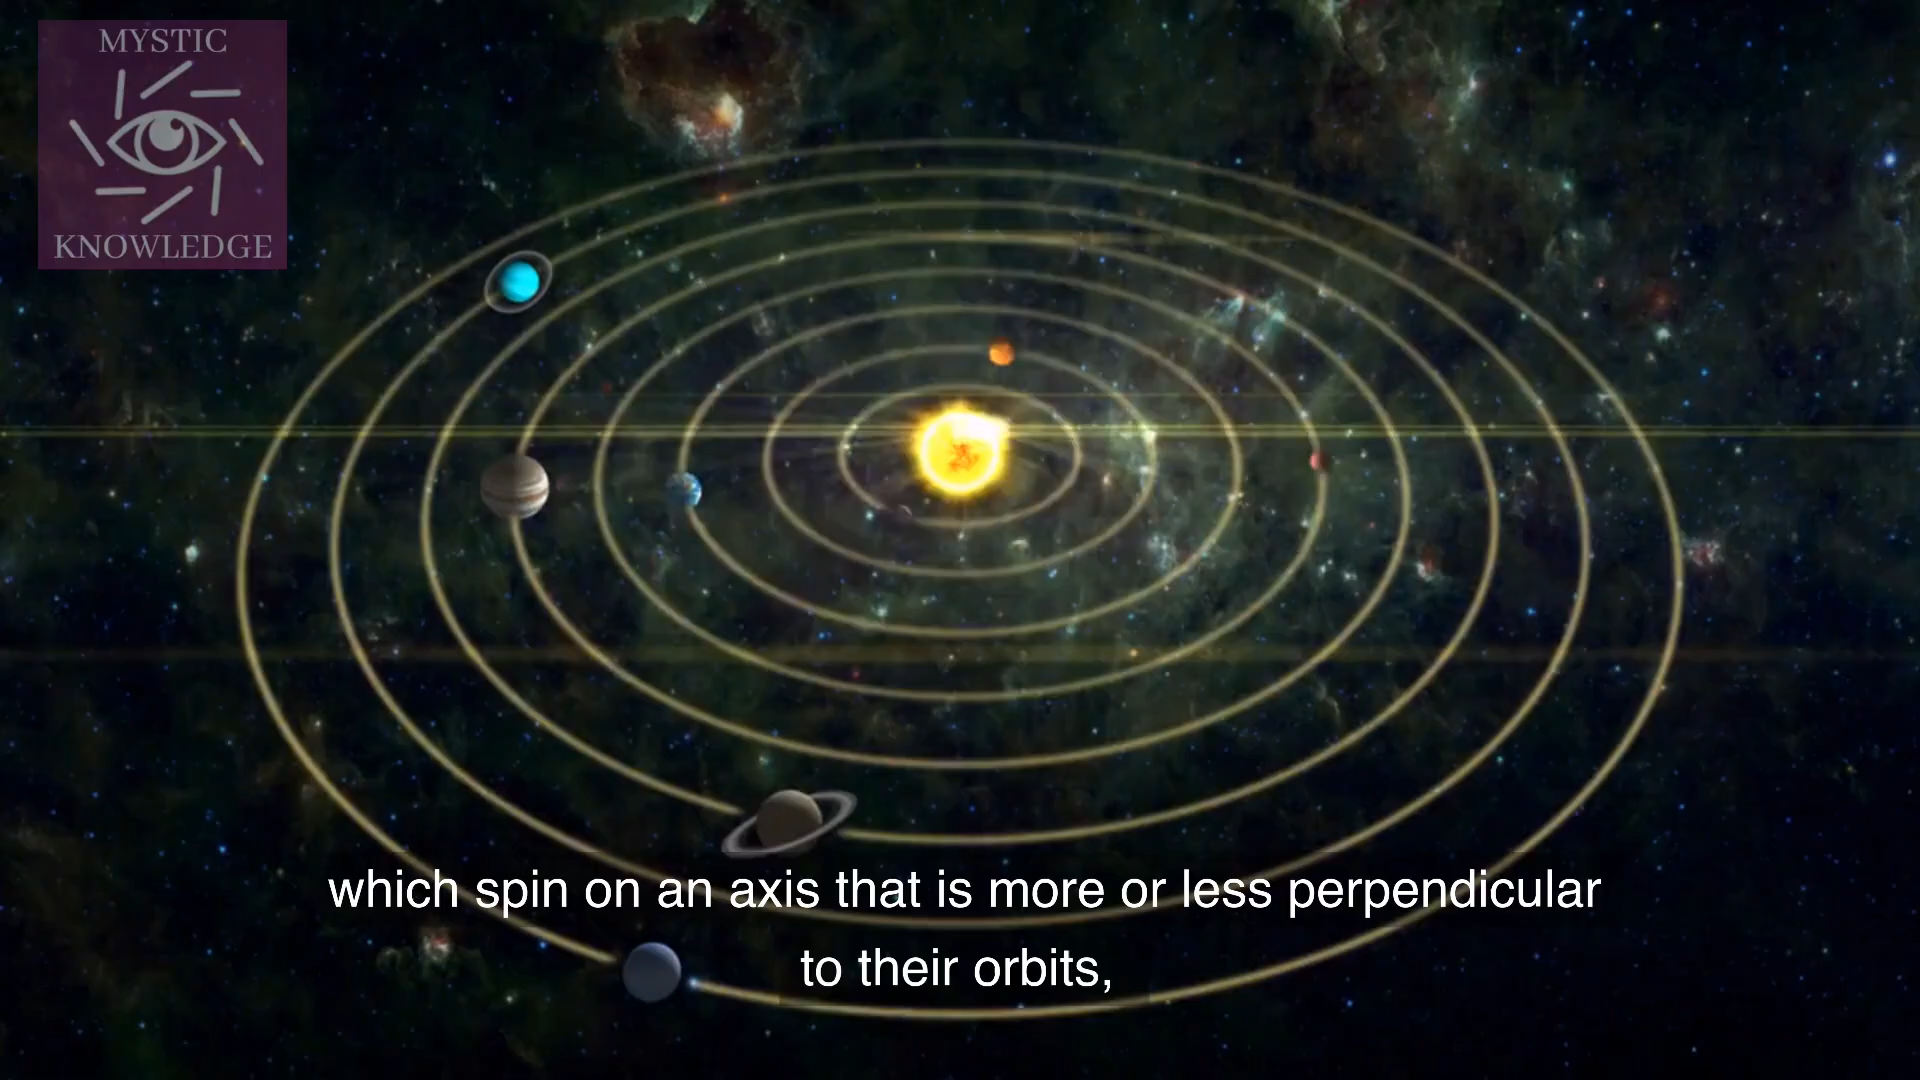 MYSTIC
KNOWLEDGE
which spin on an axis that is more or less perpendicular
to their orbits,